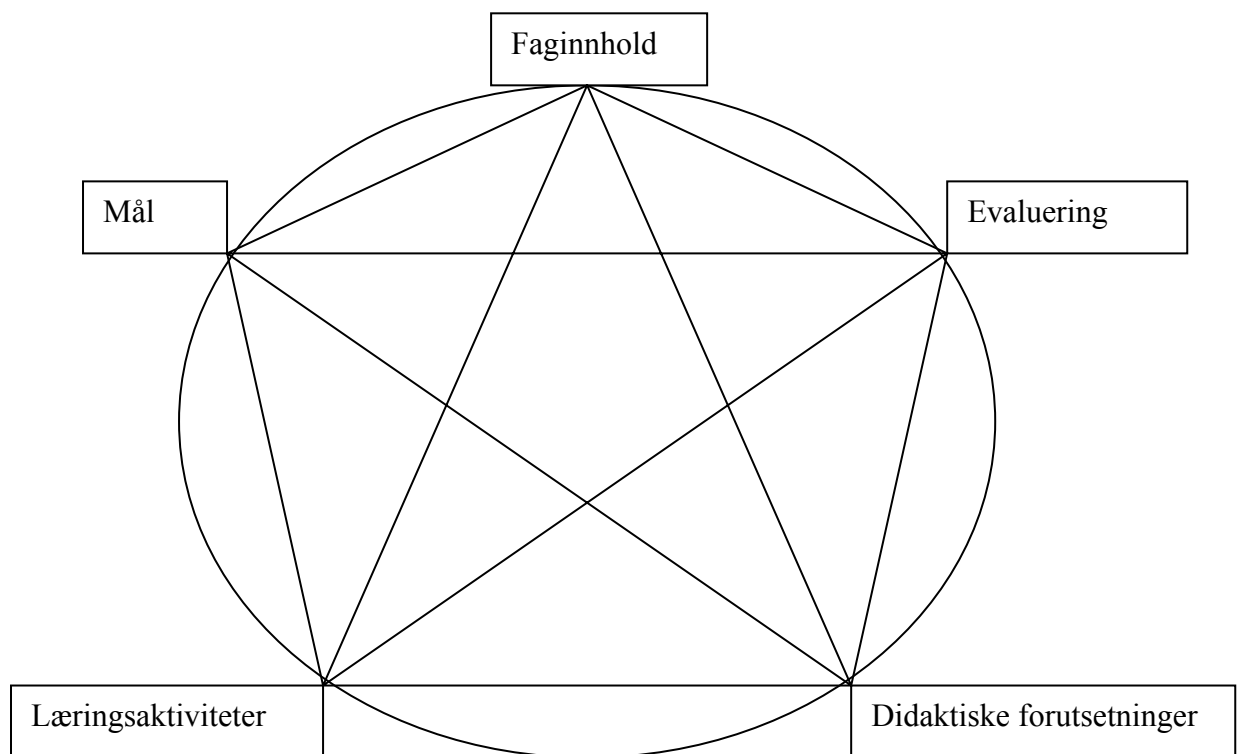 Faginnhold
Mål
Evaluering
Læringsaktiviteter
Didaktiske forutsetninger